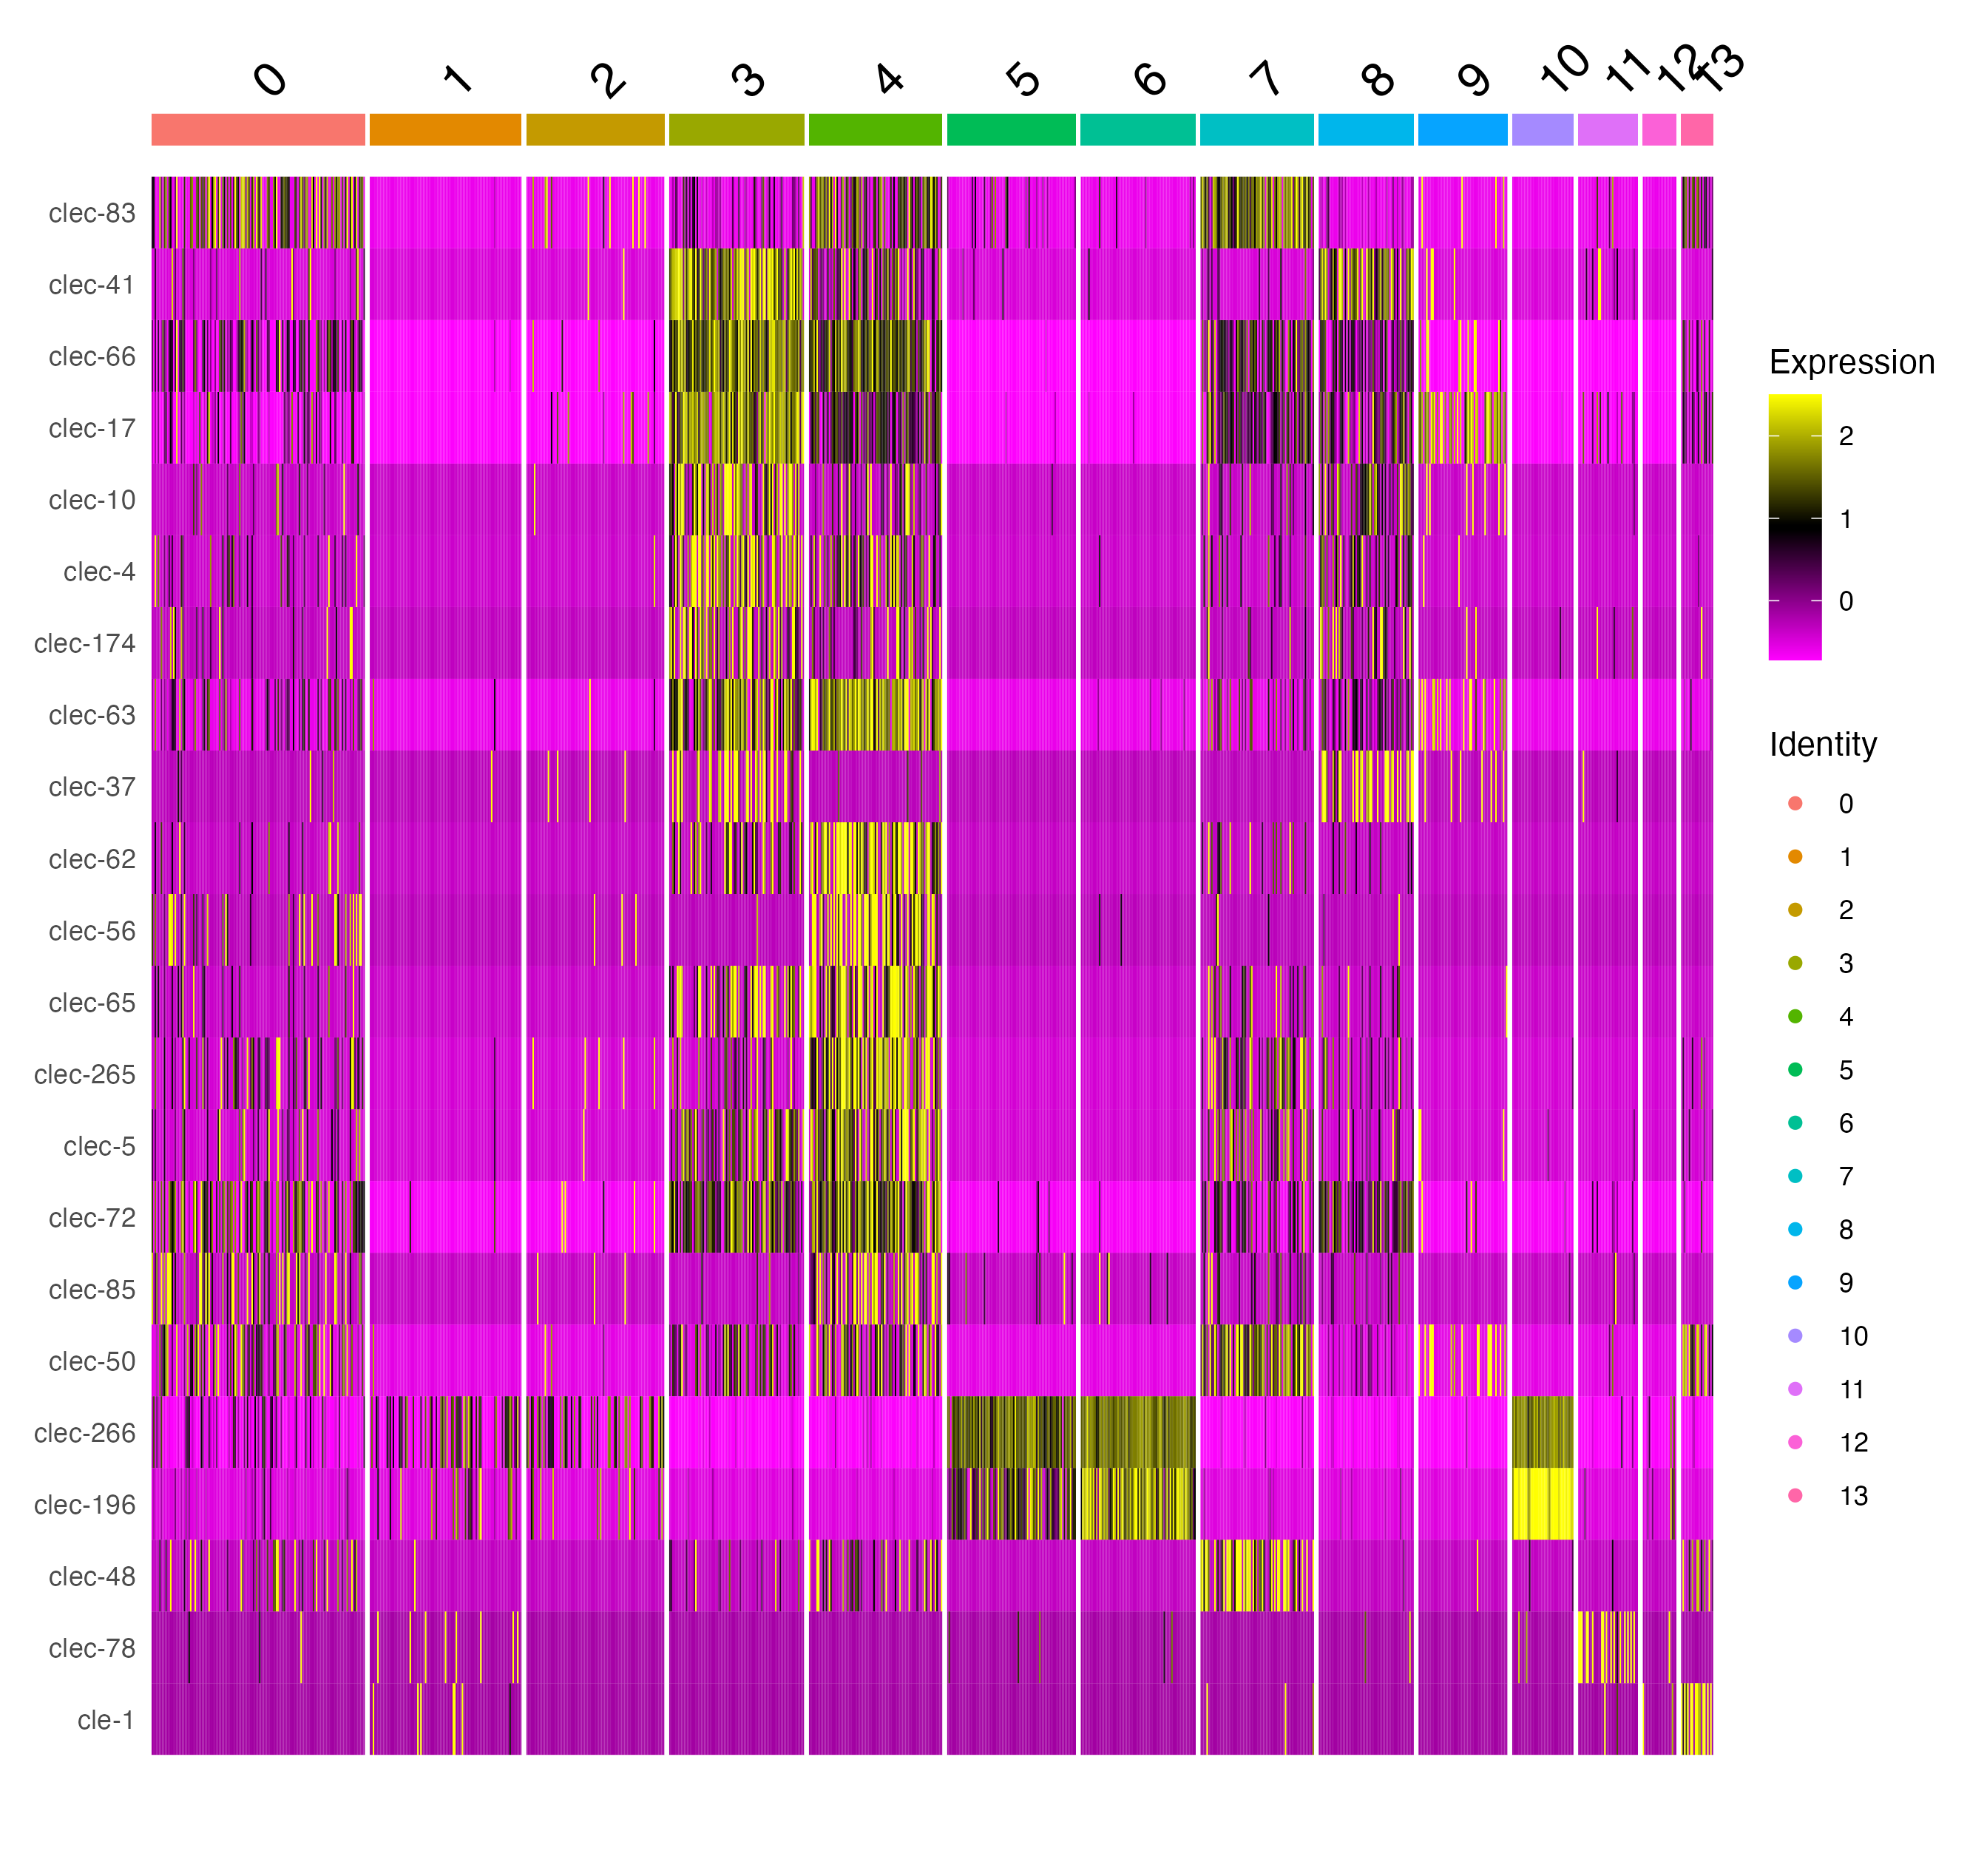 0 1 2 3 4 5 6 7 8 9 10 11 12 13
clec-83
clec-41
clec-66
clec-17
clec-10
clec-4
clec-174
clec-63
clec-37
clec-62
clec-56
clec-65
clec-265
clec-5
clec-72
clec-85
clec-50
clec-266
clec-196
clec-48
clec-78
cle-1
Expression
2
1
0
Identity
0
1
2
3
4
5
6
7
8
9
10
11
12
13